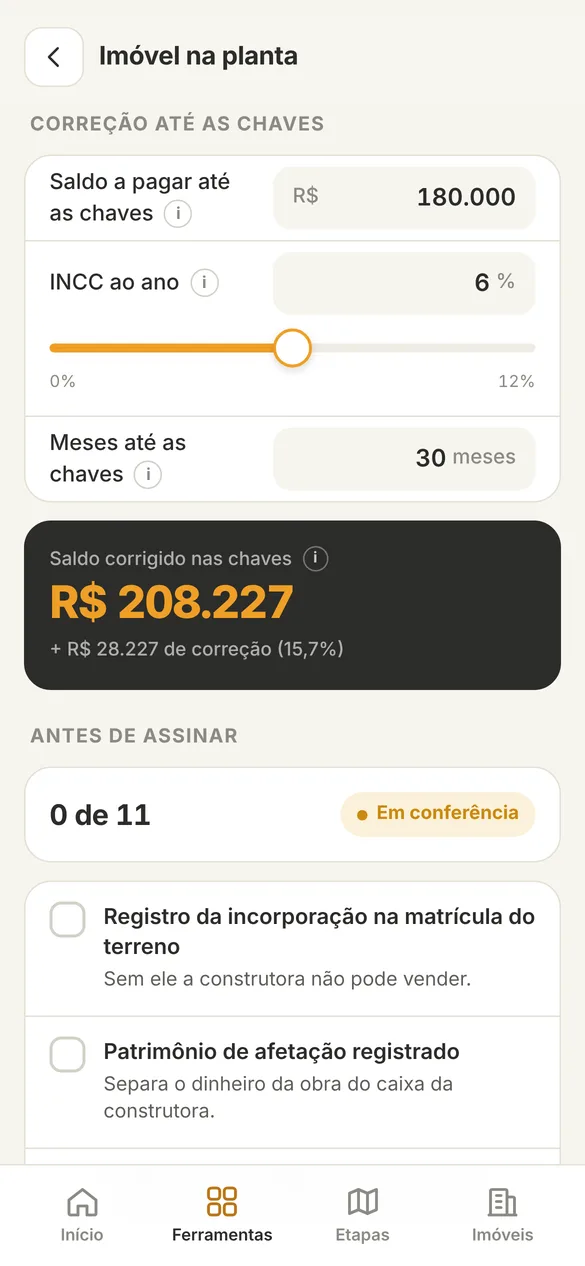 Imóvel na planta
CORREÇÃO ATÉ AS CHAVES
Saldo a pagar até
as chaves i
R$ 180.000
INCC ao ano i
6 %
0% 12%
Meses até as
chaves i
30 meses
Saldo corrigido nas chaves i
R$ 208.227
+ R$ 28.227 de correção (15,7%)
ANTES DE ASSINAR
0 de 11
Em conferência
Registro da incorporação na matrícula do
terreno
Sem ele a construtora não pode vender.
Patrimônio de afetação registrado
Separa o dinheiro da obra do caixa da
construtora.
Início Ferramentas Etapas Imóveis